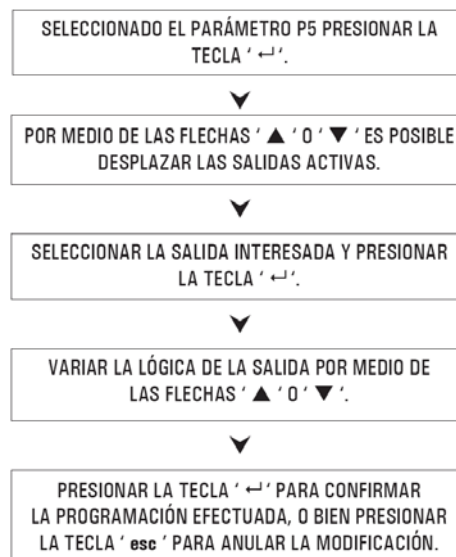 SELECCIONADO EL PARÁMETRO P5 PRESIONAR LA
TECLA ‘ ↵ ‘.
POR MEDIO DE LAS FLECHAS ‘ ▲ ‘ O ‘ ▼ ‘ ES POSIBLE
DESPLAZAR LAS SALIDAS ACTIVAS.
SELECCIONAR LA SALIDA INTERESADA Y PRESIONAR
LA TECLA ‘ ↵ ‘.
VARIAR LA LÓGICA DE LA SALIDA POR MEDIO DE
LAS FLECHAS ‘ ▲ ‘ O ‘ ▼ ‘.
PRESIONAR LA TECLA ‘ ↵ ‘ PARA CONFIRMAR
LA PROGRAMACIÓN EFECTUADA, O BIEN PRESIONAR
LA TECLA ‘ esc ‘ PARA ANULAR LA MODIFICACIÓN.